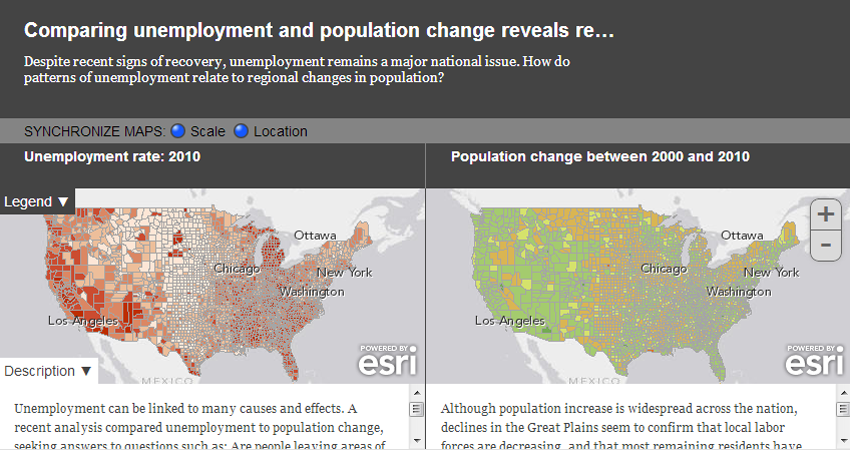 Comparing unemployment and population change reveals re…
Despite recent signs of recovery, unemployment remains a major national issue. How do
patterns of unemployment relate to regional changes in population?
SYNCHRONIZE MAPS: Scale Location
Unemployment rate: 2010
Legend ▼
Ottawa
Chicago
New York
Washington
Los Angeles
MEXICO
POWERED BY
esri
Description ▼
Unemployment can be linked to many causes and effects. A
recent analysis compared unemployment to population change,
seeking answers to questions such as: Are people leaving areas of
Population change between 2000 and 2010
+
-
Ottawa
Chicago
New York
Washington
Los Angeles
MEXICO
POWERED BY
esri
Although population increase is widespread across the nation,
declines in the Great Plains seem to confirm that local labor
forces are decreasing, and that most remaining residents have